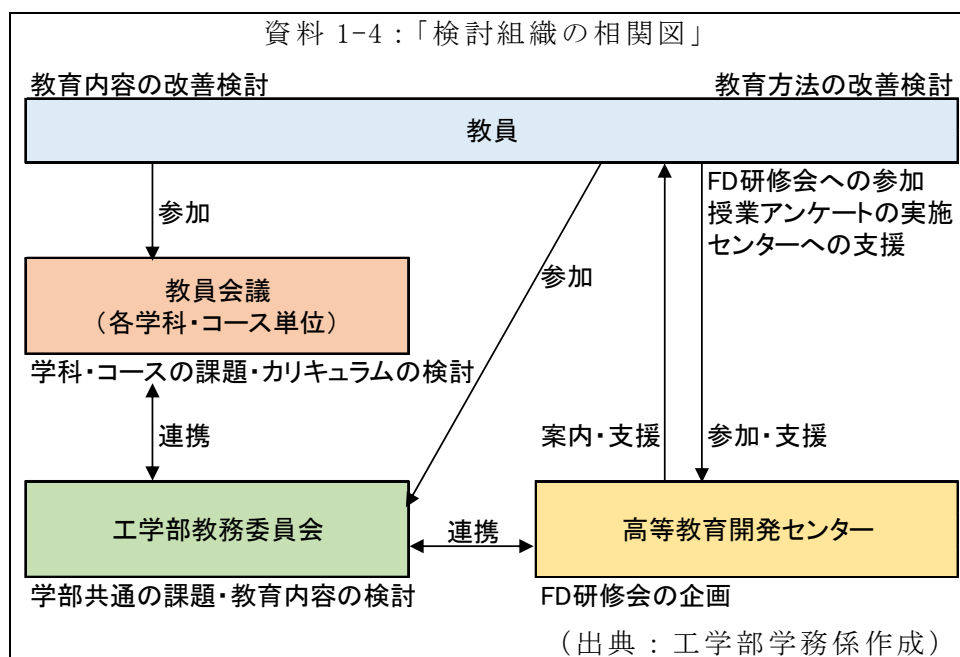 資料 1-4：「検討組織の相関図」
教育内容の改善検討
教育方法の改善検討
教員
参加
FD研修会への参加
授業アンケートの実施
センターへの支援
教員会議
（各学科・コース単位）
参加
学科・コースの課題・カリキュラムの検討
連携
案内・支援
参加・支援
工学部教務委員会
連携
高等教育開発センター
学部共通の課題・教育内容の検討
FD研修会の企画
（出典：工学部学務係作成）